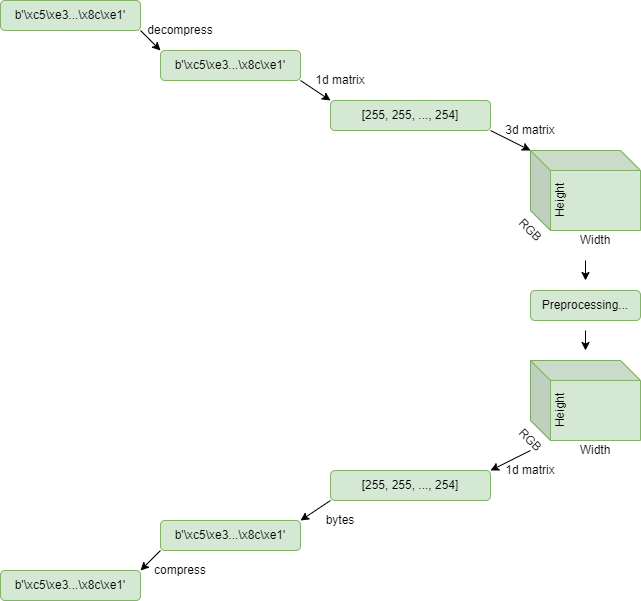 b'\xc5\xe3...\x8c\xe1'
decompress
b'\xc5\xe3...\x8c\xe1'
1d matrix
[255, 255, ..., 254]
3d matrix
Height
RGB
Width
Preprocessing...
Height
RGB
Width
1d matrix
[255, 255, ..., 254]
bytes
b'\xc5\xe3...\x8c\xe1'
compress
b'\xc5\xe3...\x8c\xe1'